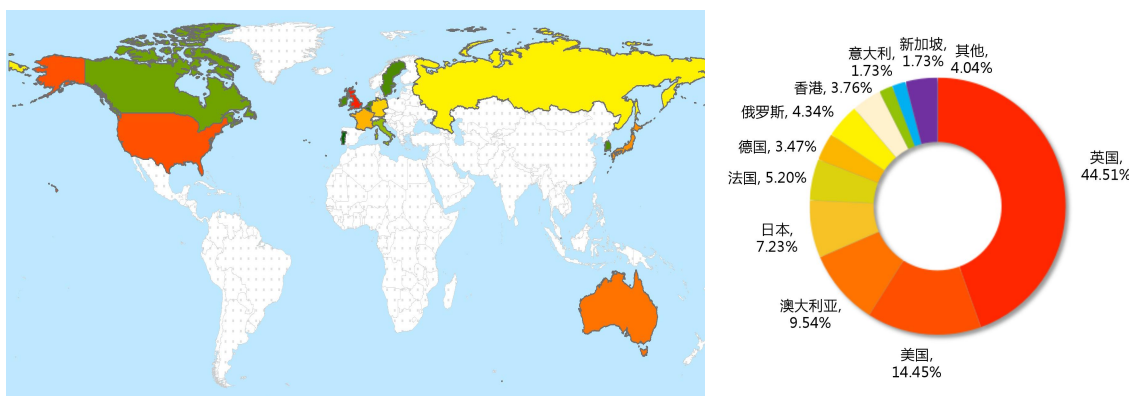 意大利,
1.73%
新加坡,
1.73%
其他,
4.04%
香港, 3.76%
俄罗斯, 4.34%
德国, 3.47%
法国, 5.20%
日本,
7.23%
澳大利亚,
9.54%
美国,
14.45%
英国,
44.51%